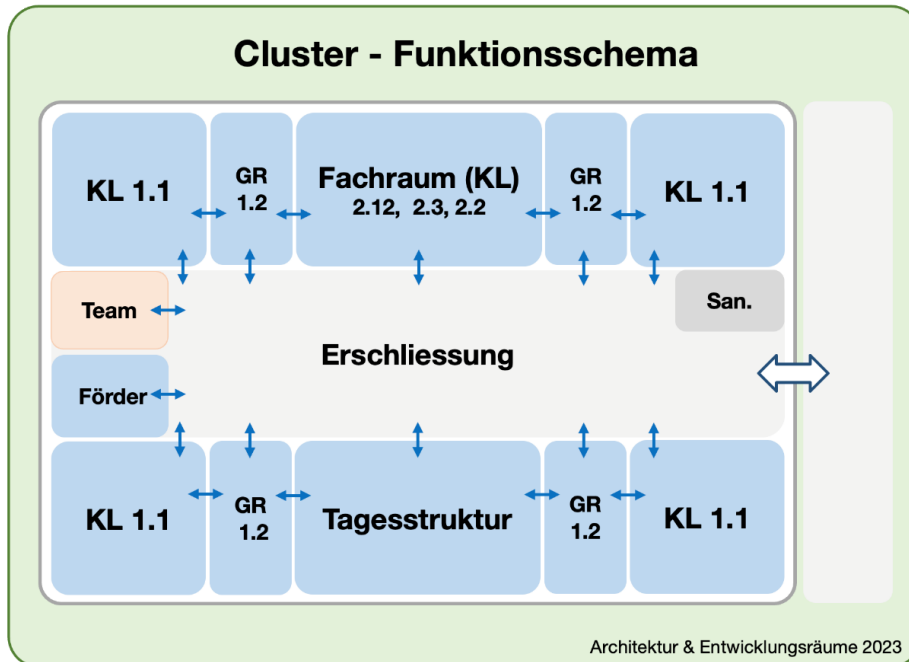 Cluster - Funktionsschema
KL 1.1
GR
1.2
Fachraum (KL)
2.12, 2.3, 2.2
GR
1.2
KL 1.1
Team
San.
Erschliessung
Förder
KL 1.1
GR
1.2
Tagesstruktur
GR
1.2
KL 1.1
Architektur & Entwicklungsräume 2023